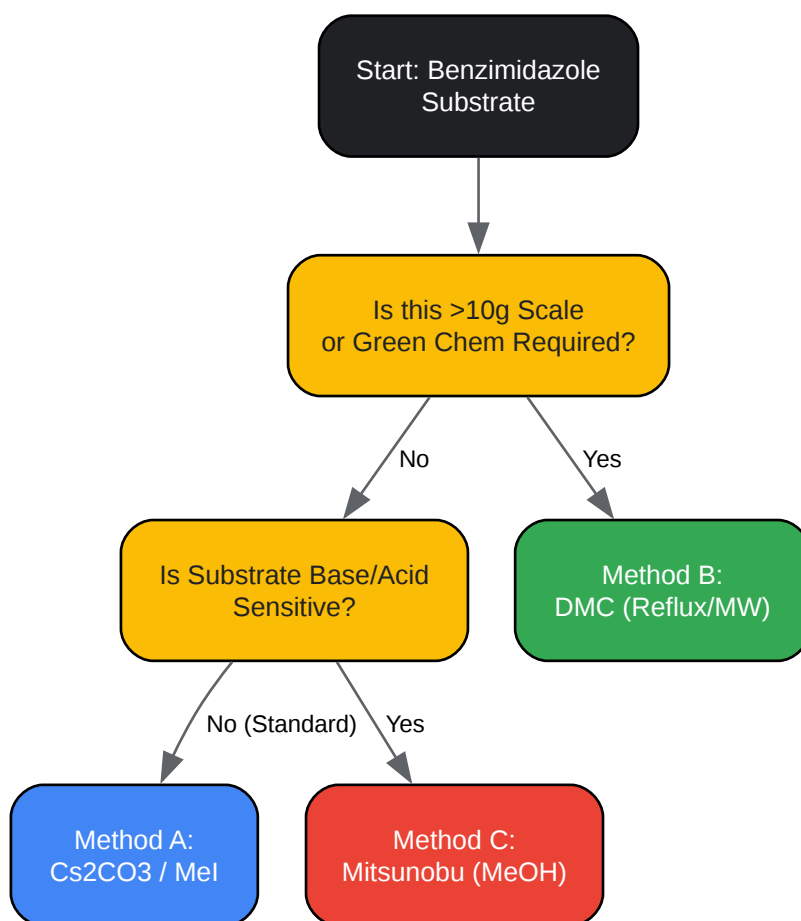 Start: Benzimidazole
Substrate
Is this >10g Scale
or Green Chem Required?
No
Yes
Is Substrate Base/Acid
Sensitive?
Method B:
DMC (Reflux/MW)
No (Standard)
Yes
Method A:
Cs2CO3 / MeI
Method C:
Mitsunobu (MeOH)